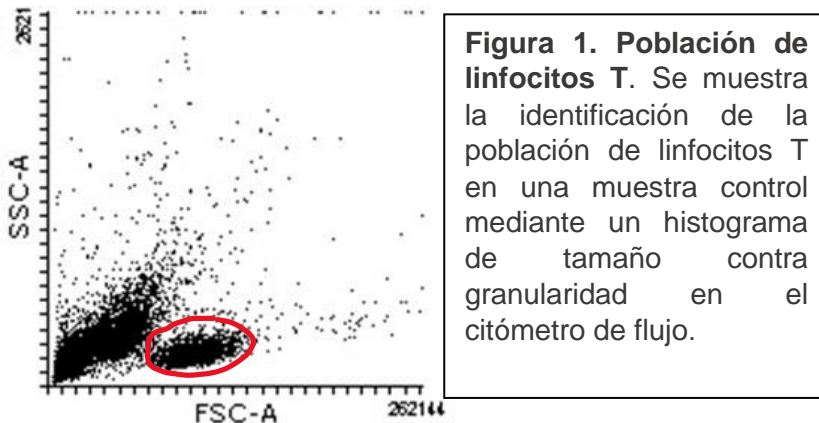 2621
SSC-A
FSC-A
262144
Figura 1. Población de
linfocitos T. Se muestra
la identificación de la
población de linfocitos T
en una muestra control
mediante un histograma
de tamaño contra
granularidad en el
citómetro de flujo.